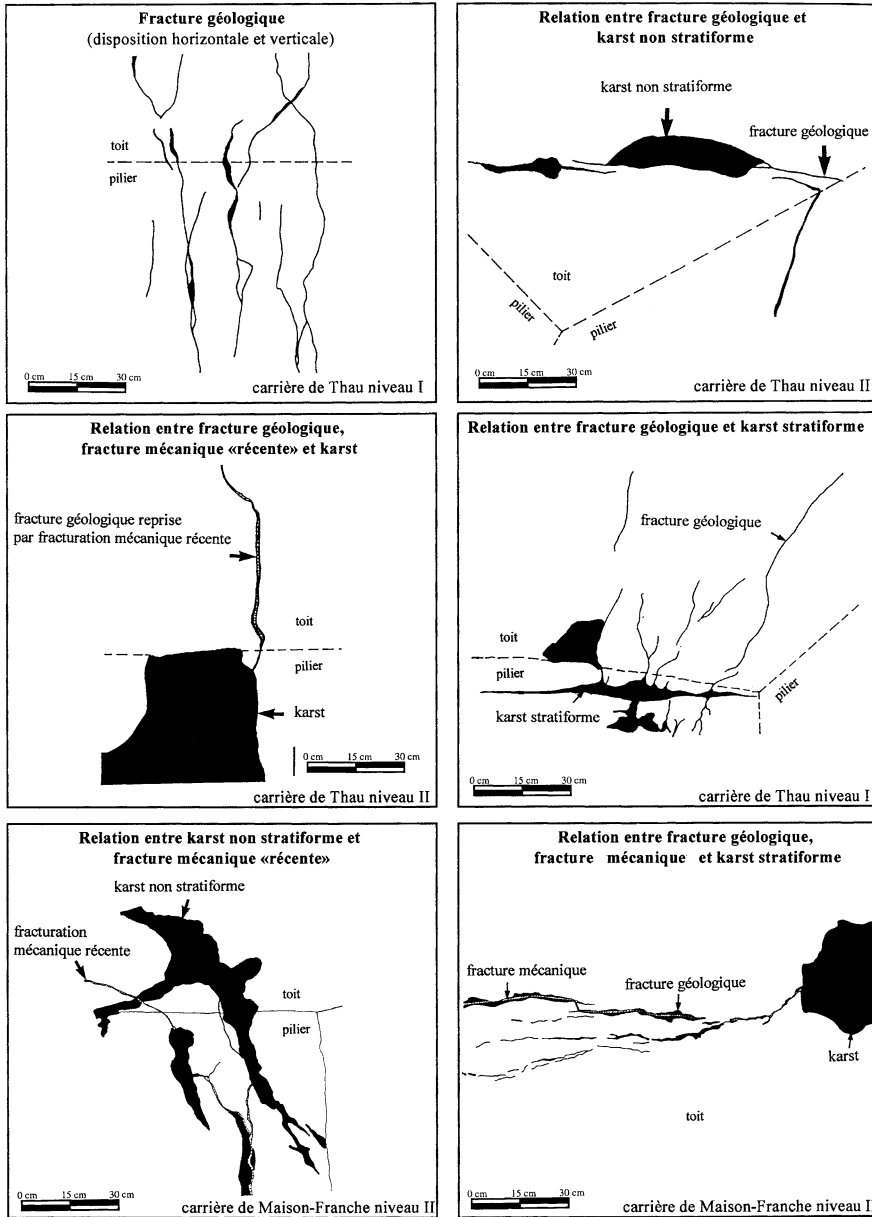 Fracture géologique
(disposition horizontale et verticale)
toit
pilier
0 cm 15 cm 30 cm
carrière de Thau niveau I
Relation entre fracture géologique et
karst non stratiforme
karst non stratiforme
fracture géologique
toit
pilier
pilier
0 cm 15 cm 30 cm
carrière de Thau niveau II
Relation entre fracture géologique,
fracture mécanique «récente» et karst
fracture géologique reprise
par fracturation mécanique récente
toit
pilier
karst
0 cm 15 cm 30 cm
carrière de Thau niveau II
Relation entre fracture géologique et karst stratiforme
fracture géologique
toit
pilier
pilier
karst stratiforme
0 cm 15 cm 30 cm
carrière de Thau niveau I
Relation entre karst non stratiforme et
fracture mécanique «récente»
karst non stratiforme
fracturation
mécanique récente
toit
pilier
0 cm 15 cm 30 cm
carrière de Maison-Franche niveau II
Relation entre fracture géologique,
fracture mécanique et karst stratiforme
fracture mécanique
fracture géologique
karst
toit
0 cm 15 cm 30 cm
carrière de Maison-Franche niveau II